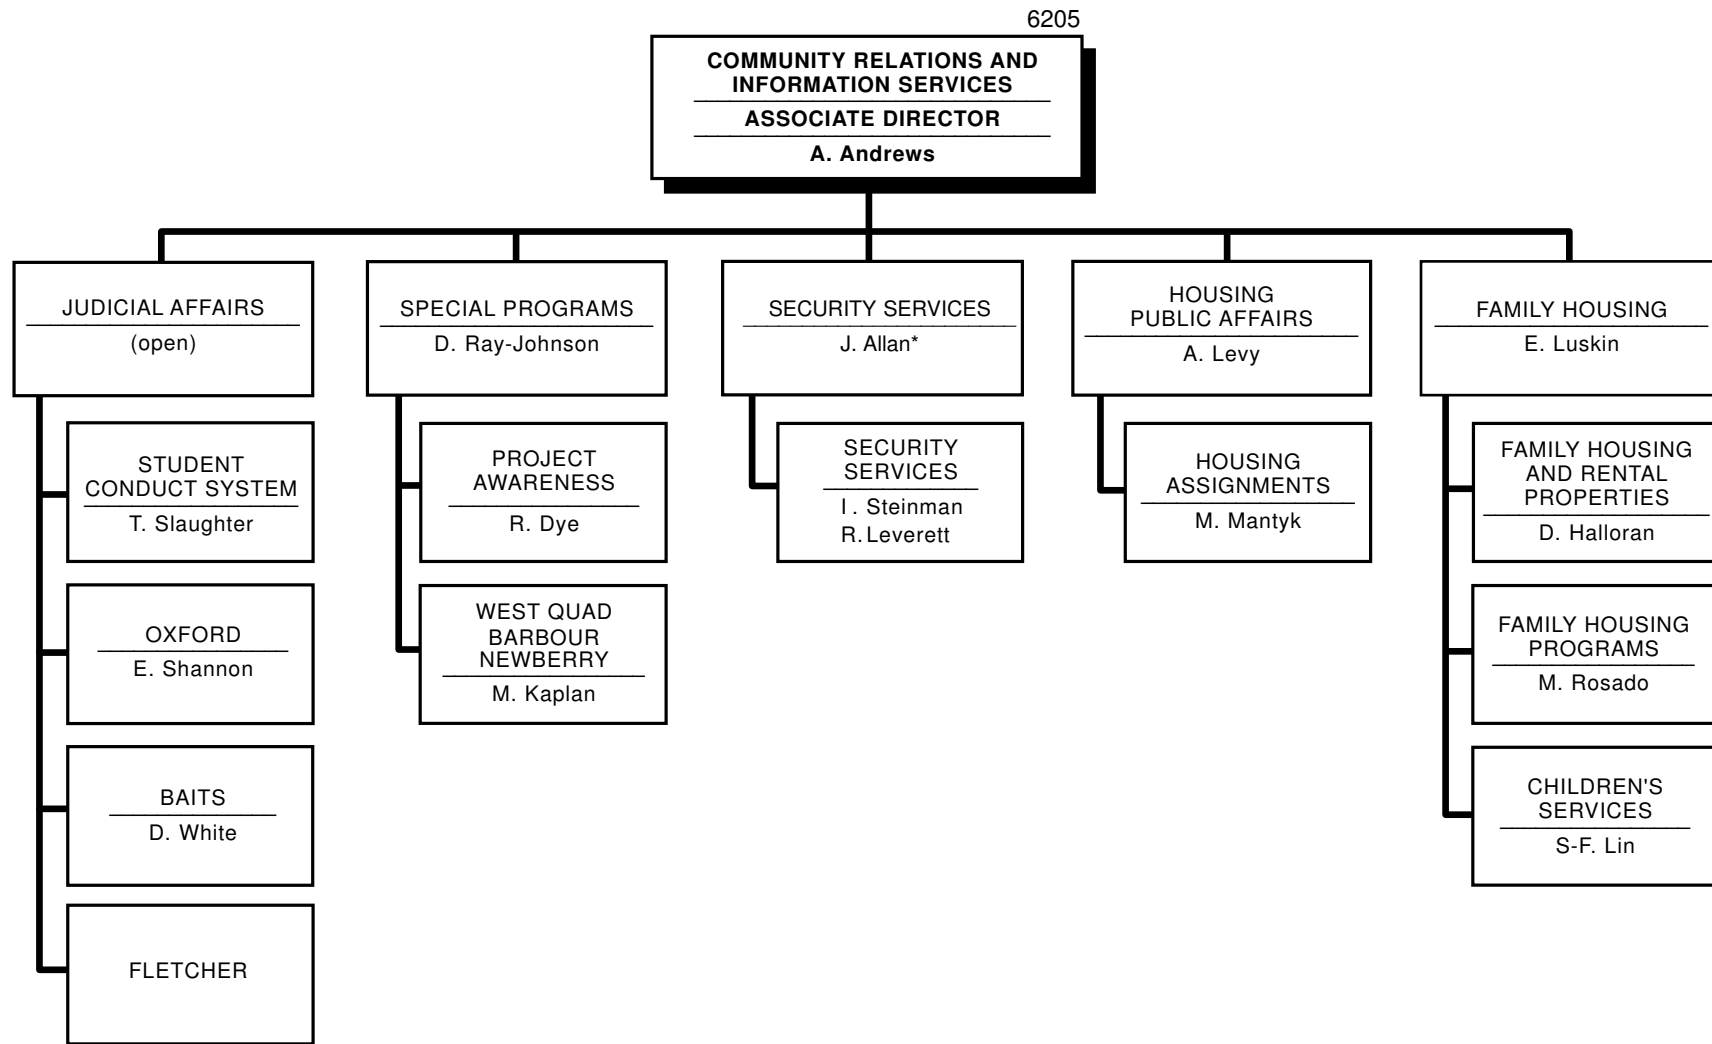 6205
COMMUNITY RELATIONS AND
INFORMATION SERVICES
ASSOCIATE DIRECTOR
A. Andrews
JUDICIAL AFFAIRS
(open)
STUDENT
CONDUCT SYSTEM
T. Slaughter
OXFORD
E. Shannon
BAITS
D. White
FLETCHER
SPECIAL PROGRAMS
D. Ray-Johnson
PROJECT
AWARENESS
R. Dye
WEST QUAD
BARBOUR
NEWBERRY
M. Kaplan
SECURITY SERVICES
J. Allan*
SECURITY
SERVICES
I. Steinman
R. Leverett
HOUSING
PUBLIC AFFAIRS
A. Levy
HOUSING
ASSIGNMENTS
M. Mantyk
FAMILY HOUSING
E. Luskin
FAMILY HOUSING
AND RENTAL
PROPERTIES
D. Halloran
FAMILY HOUSING
PROGRAMS
M. Rosado
CHILDREN'S
SERVICES
S-F. Lin